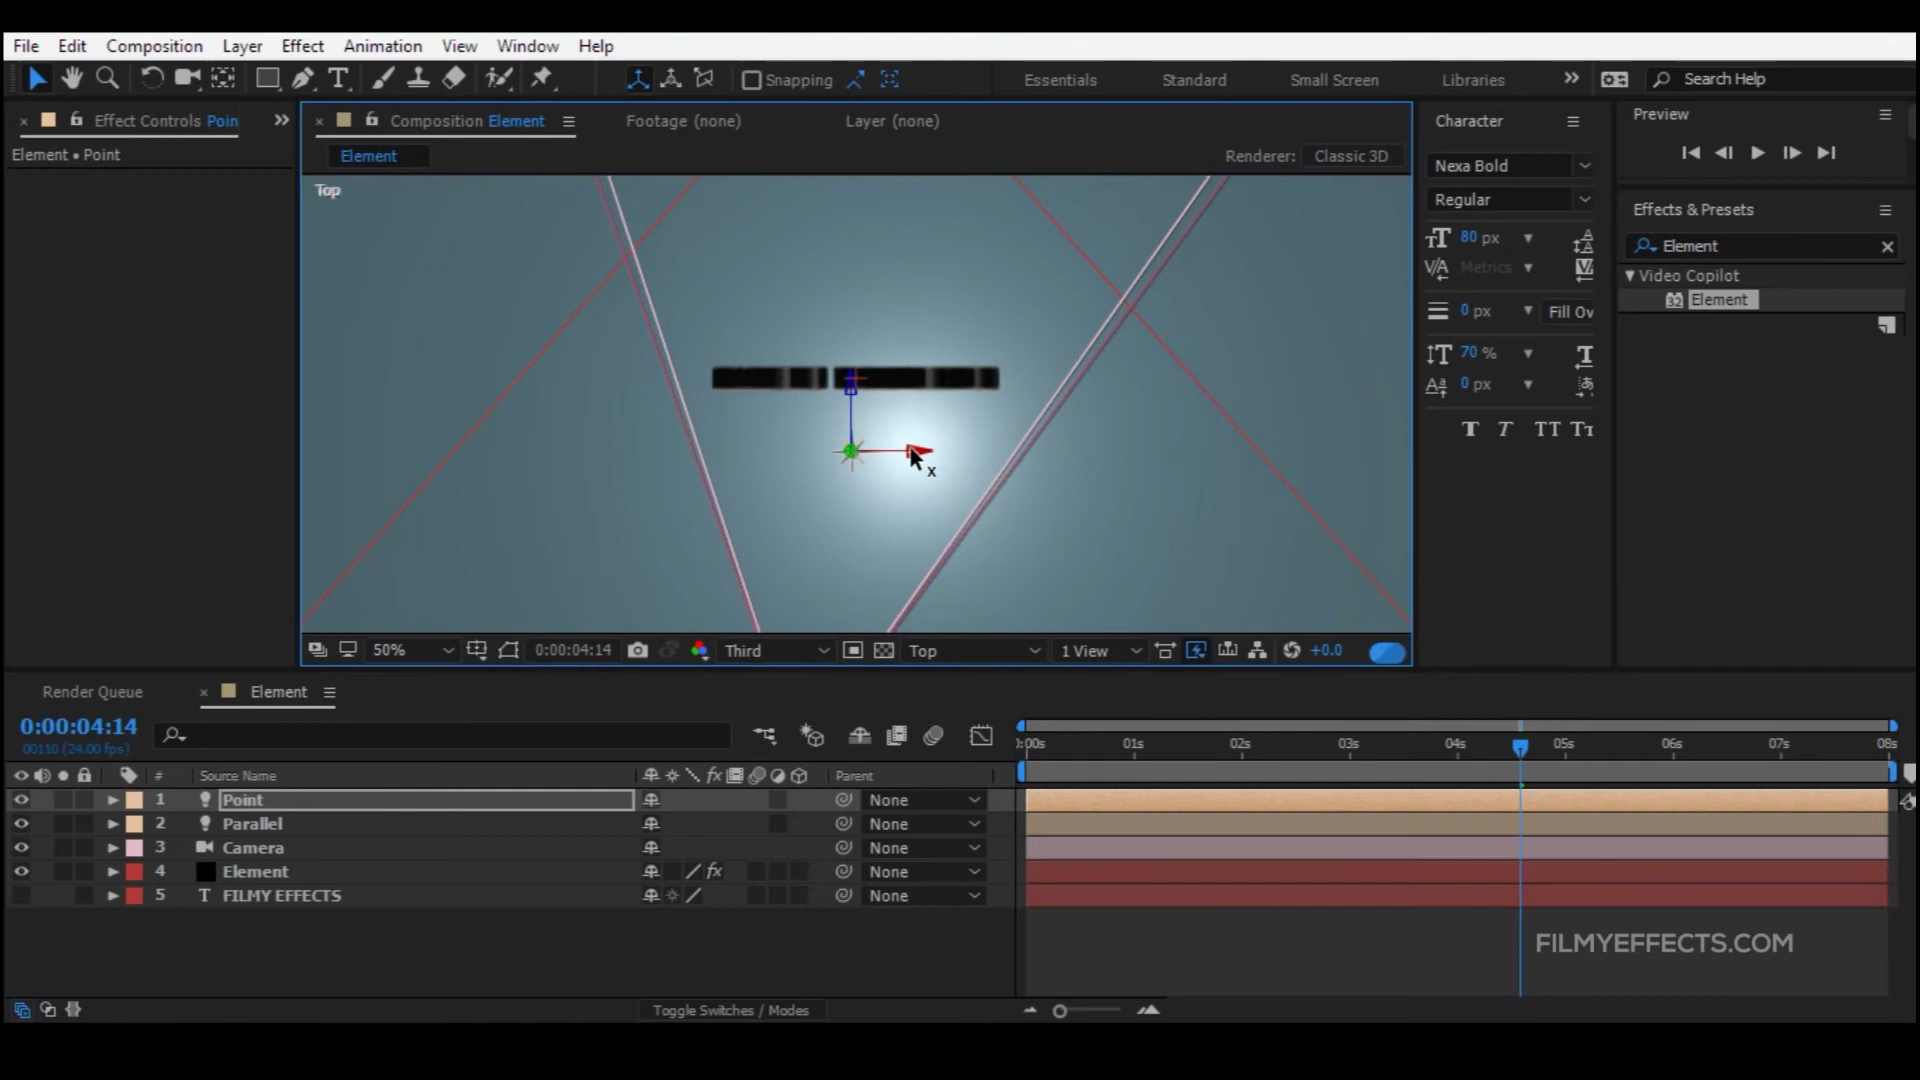 File Edit Composition Layer Effect Animation View Window Help
Snapping Essentials Standard Small Screen Libraries Search Help
Effect Controls Poin
Composition Element Footage (none) Layer (none)
Character
Preview
Element • Point
Element
Renderer: Classic 3D
Nexa Bold
Top
Regular
Effects & Presets
80 px
Element
Metrics
Video Copilot
Element
0 px Fill Ov
70 %
0 px
x
50% 0:00:04:14 Third Top 1 View +0.0
Render Queue Element
0:00:04:14
00110 (24.00 fps)
:00s 01s 02s 03s 04s 05s 06s 07s 08s
# Source Name fx Parent
1 Point None
2 Parallel None
3 Camera None
4 Element fx None
5 T FILMY EFFECTS None
FILMYEFFECTS.COM
Toggle Switches / Modes